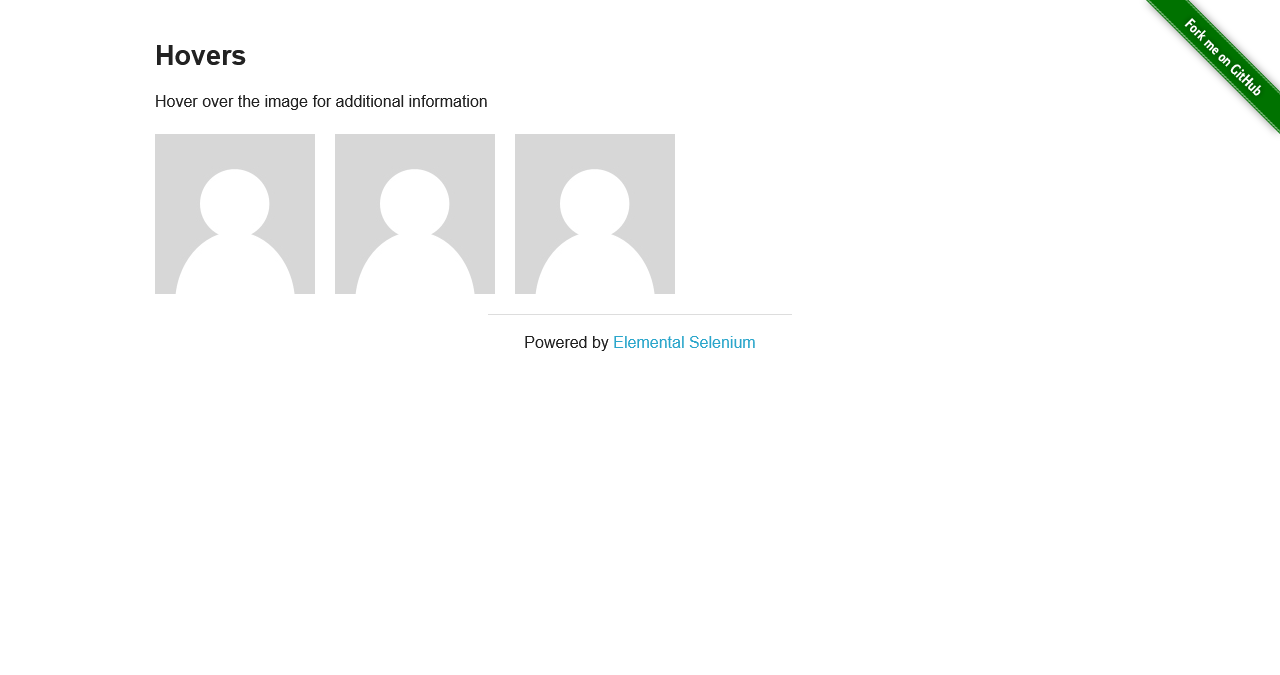 Hovers
Fork me on GitHub
Hover over the image for additional information
Powered by Elemental Selenium